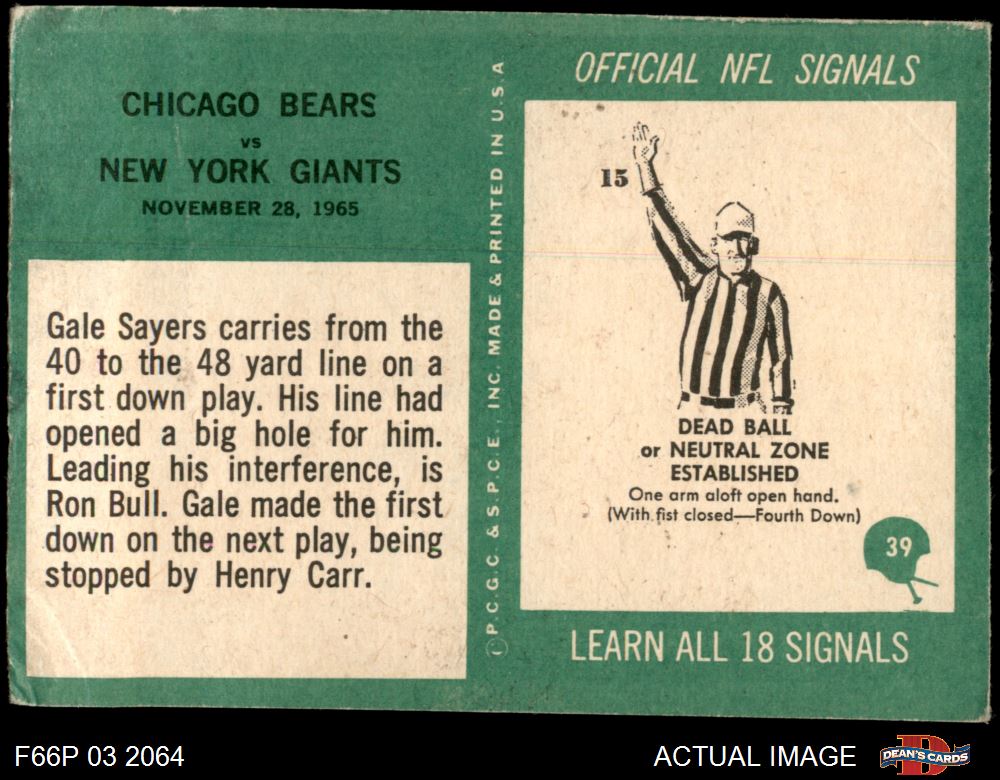 CHICAGO BEARS
VS
NEW YORK GIANTS
NOVEMBER 28, 1965
Gale Sayers carries from the
40 to the 48 yard line on a
first down play. His line had
opened a big hole for him.
Leading his interference, is
Ron Bull. Gale made the first
down on the next play, being
stopped by Henry Carr.
© P.C.G.C. & S.P.C.E., INC. MADE & PRINTED IN U.S.A
OFFICIAL NFL SIGNALS
15
DEAD BALL
or NEUTRAL ZONE
ESTABLISHED
One arm aloft open hand.
(With fist closed—Fourth Down)
39
LEARN ALL 18 SIGNALS
F66P 03 2064
ACTUAL IMAGE
DEAN'S CARDS